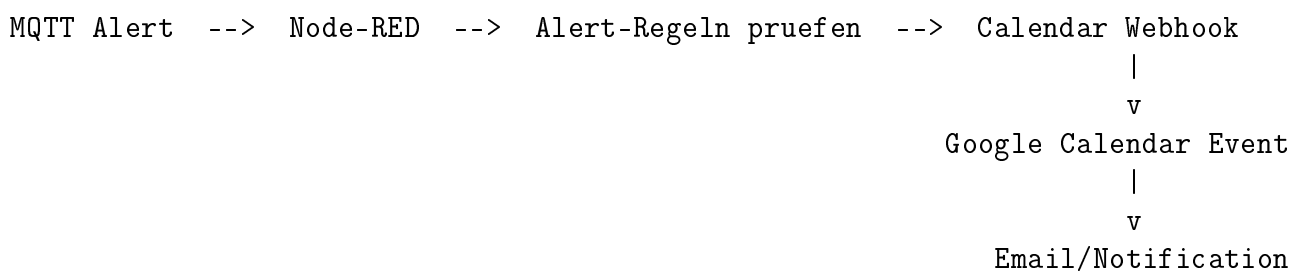 MQTT Alert --> Node-RED --> Alert-Regeln pruefen --> Calendar Webhook
|
v
Google Calendar Event
|
v
Email/Notification